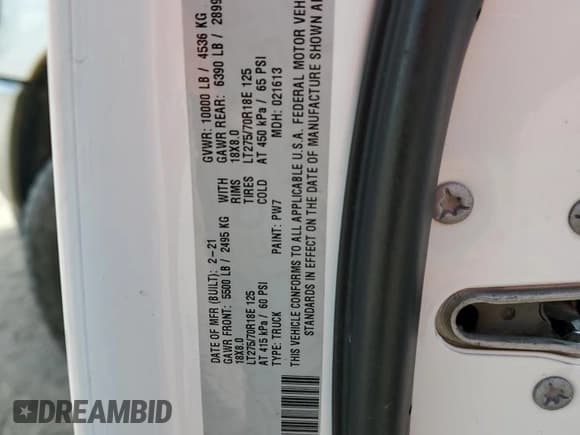 DATE OF MFR (BUILT): 2-21 GVWR: 10000 LB / 4536 KG
GAWR FRONT: 5500 LB / 2495 KG WITH GAWR REAR: 6390 LB / 2899
18X8.0 RIMS 18X8.0
LT275/70R18E 125 TIRES LT275/70R18E 125
AT 415 kPa / 60 PSI COLD AT 450 kPa / 65 PSI
TYPE: TRUCK PAINT: PW7 MDH: 021613
THIS VEHICLE CONFORMS TO ALL APPLICABLE U.S.A. FEDERAL MOTOR VEH
STANDARDS IN EFFECT ON THE DATE OF MANUFACTURE SHOWN A
DREAMBID